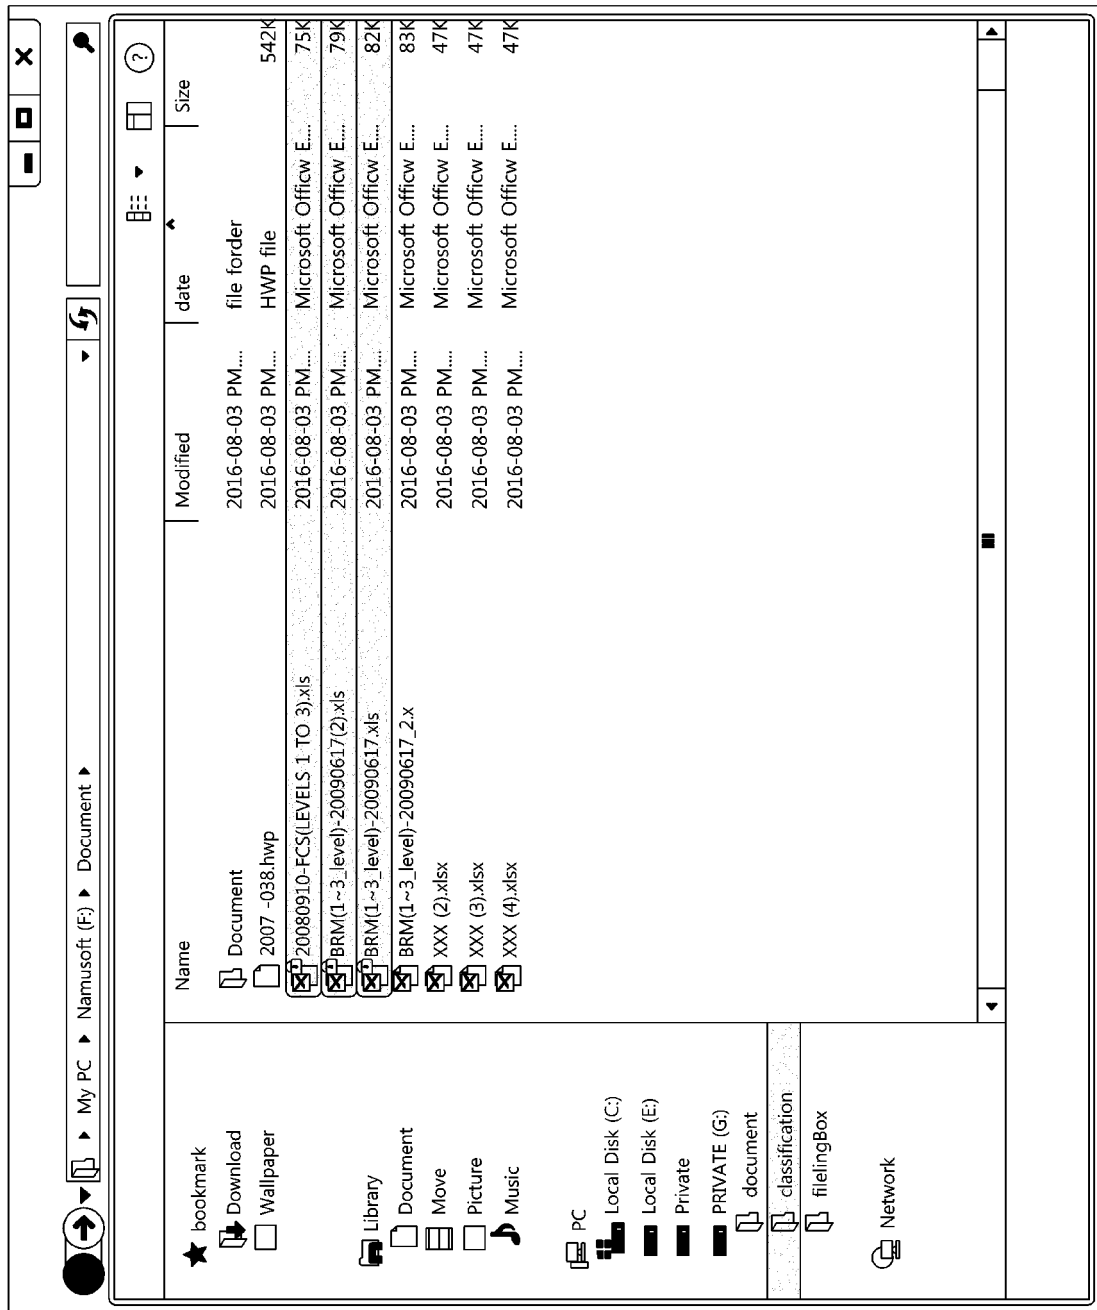 My PC Namusoft (F:) Document
?
Name Modified date Size
Document 2016-08-03 PM.... file forder
2007 -038.hwp 2016-08-03 PM.... HWP file 542K
20080910-FCS(LEVELS 1 TO 3).xls 2016-08-03 PM.... Microsoft Officw E.... 75K
BRM(1~3_level)-20090617(2).xls 2016-08-03 PM.... Microsoft Officw E.... 79K
BRM(1~3_level)-20090617.xls 2016-08-03 PM.... Microsoft Officw E.... 82K
BRM(1~3_level)-20090617_2.x 2016-08-03 PM.... Microsoft Officw E.... 83K
XXX (2).xlsx 2016-08-03 PM.... Microsoft Officw E.... 47K
XXX (3).xlsx 2016-08-03 PM.... Microsoft Officw E.... 47K
XXX (4).xlsx 2016-08-03 PM.... Microsoft Officw E.... 47K
bookmark
Download
Wallpaper
Library
Document
Move
Picture
Music
PC
Local Disk (C:)
Local Disk (E:)
Private
PRIVATE (G:)
document
classification
filelingBox
Network